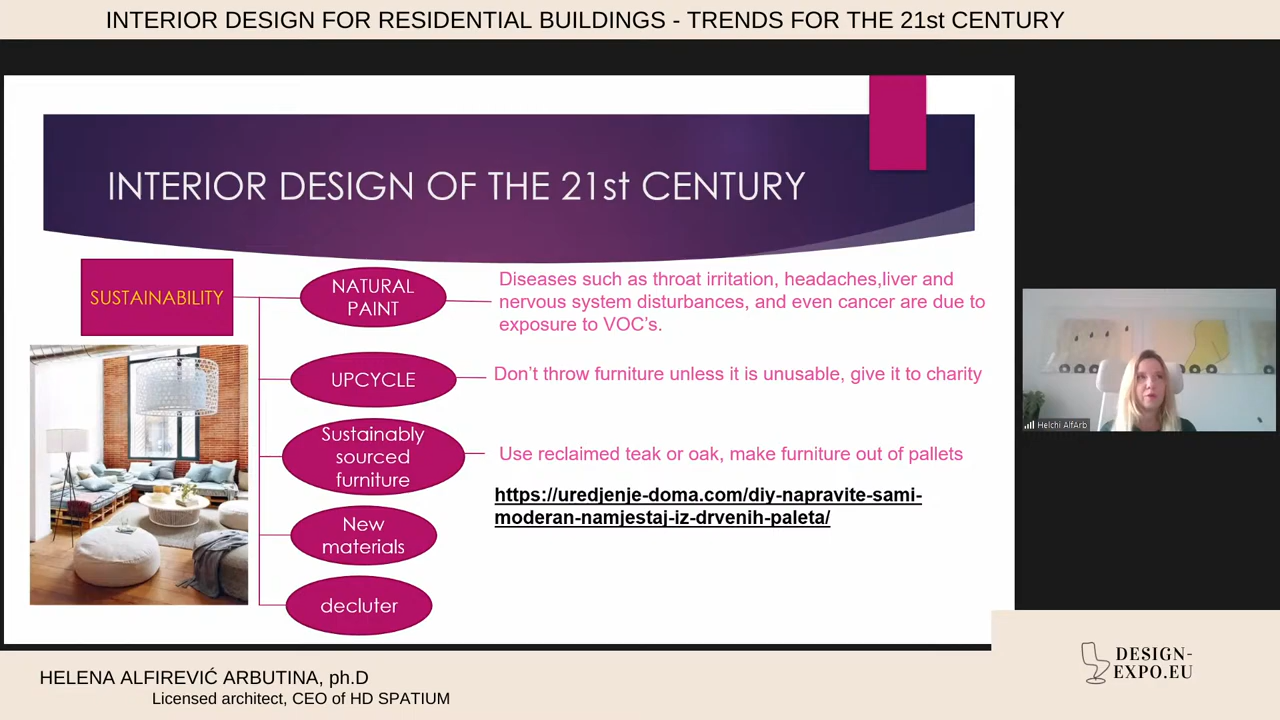 INTERIOR DESIGN FOR RESIDENTIAL BUILDINGS - TRENDS FOR THE 21st CENTURY
INTERIOR DESIGN OF THE 21st CENTURY
SUSTAINABILITY
NATURAL
PAINT
Diseases such as throat irritation, headaches,liver and
nervous system disturbances, and even cancer are due to
exposure to VOC's.
UPCYCLE
Don't throw furniture unless it is unusable, give it to charity
Sustainably
sourced
furniture
Use reclaimed teak or oak, make furniture out of pallets
https://uredjenje-doma.com/diy-napravite-sami-
moderan-namjestaj-iz-drvenih-paleta/
New
materials
decluter
Helchi AlfArb
HELENA ALFIREVIĆ ARBUTINA, ph.D
Licensed architect, CEO of HD SPATIUM
DESIGN-
EXPO.EU